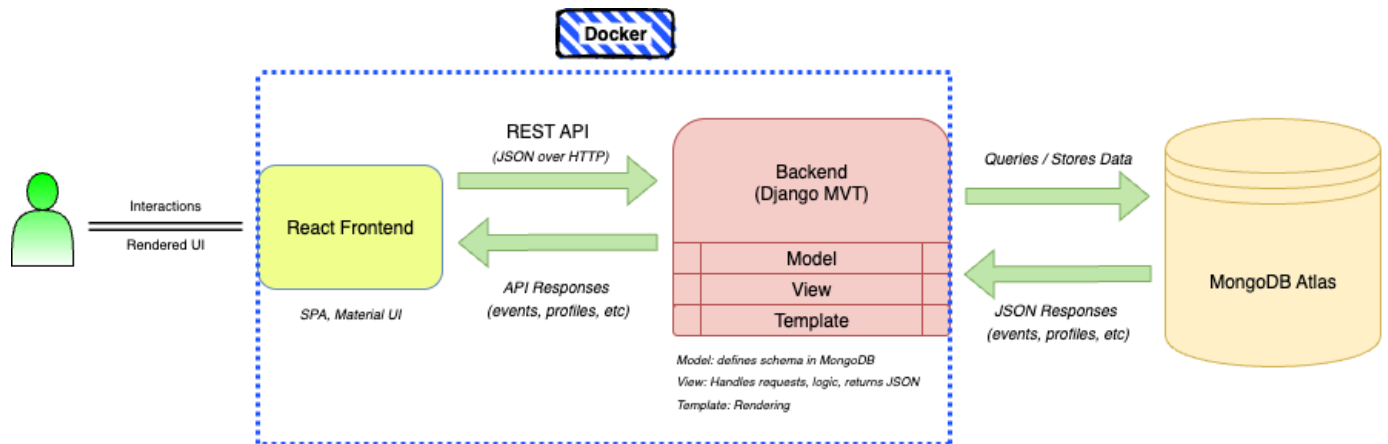 Docker
Interactions
Rendered UI
React Frontend
SPA, Material UI
REST API
(JSON over HTTP)
API Responses
(events, profiles, etc)
Backend
(Django MVT)
Model
View
Template
Model: defines schema in MongoDB
View: Handles requests, logic, returns JSON
Template: Rendering
Queries / Stores Data
JSON Responses
(events, profiles, etc)
MongoDB Atlas